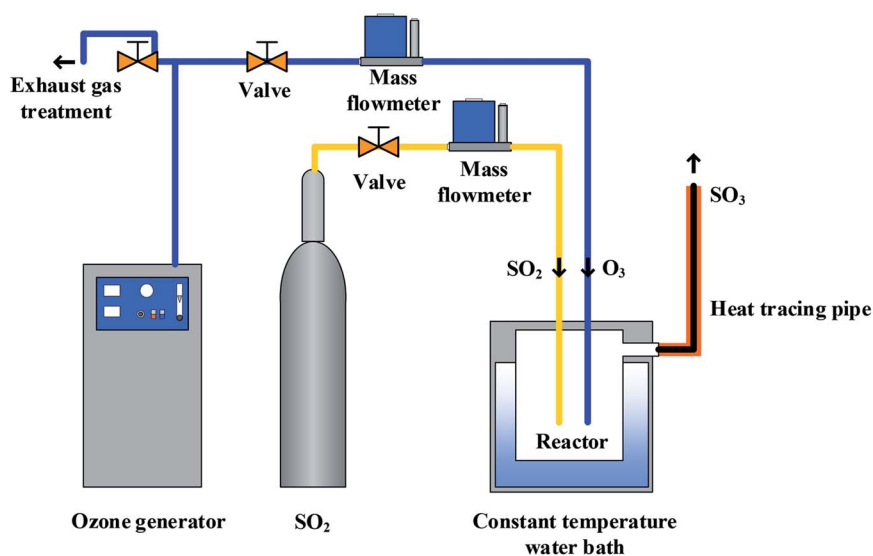 Exhaust gas
treatment
Valve
Mass
flowmeter
Valve
Mass
flowmeter
SO₃
SO₂
O₃
Heat tracing pipe
Reactor
Ozone generator
SO₂
Constant temperature
water bath